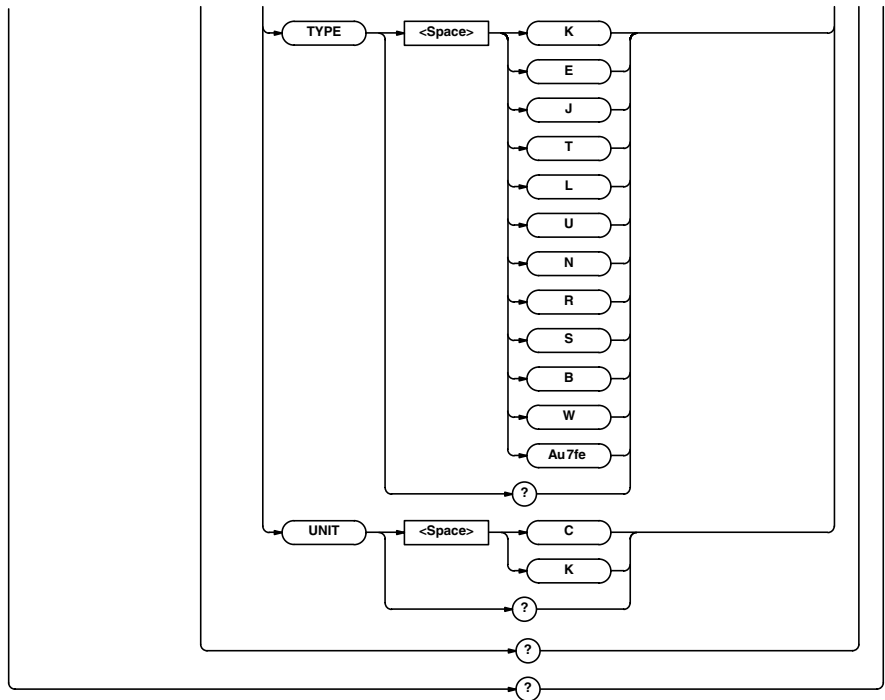 TYPE <Space> K
E
J
T
L
U
N
R
S
B
W
Au7fe
?
UNIT <Space> C
K
?
?
?